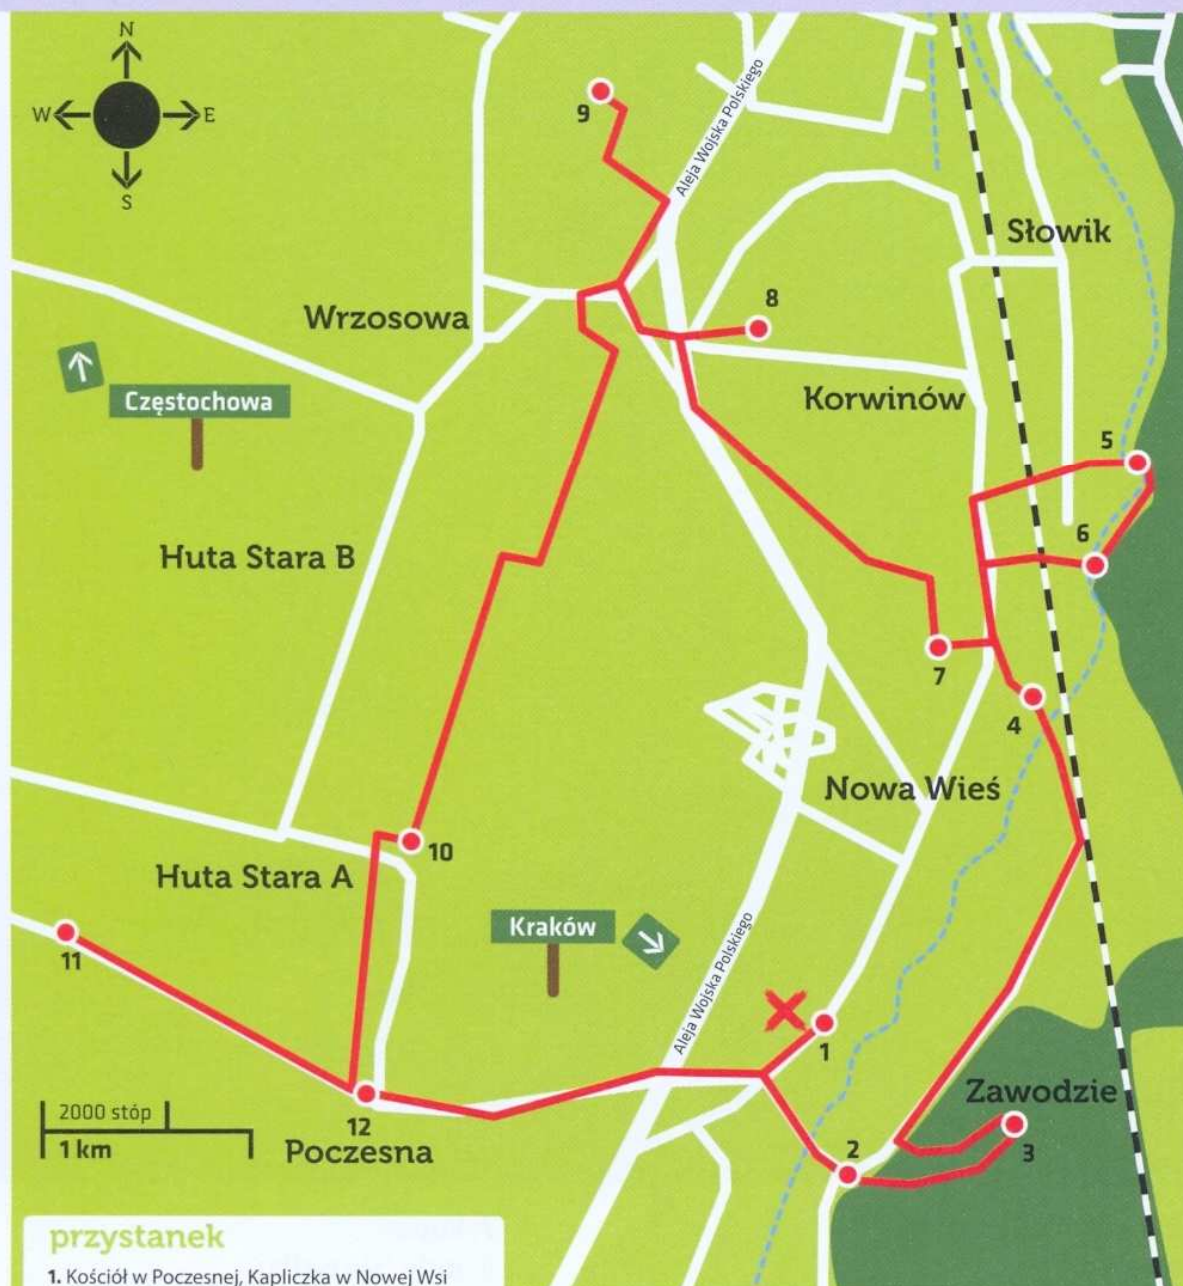 N
W E
S
Aleja Wojska Polskiego
9
Słowik
8
Wrzosowa
Częstochowa
Korwinów
5
6
Huta Stara B
7
4
Nowa Wieś
10
Huta Stara A
Kraków
Aleja Wojska Polskiego
11
1
Zawodzie
2000 stóp
1 km
12
Poczesna
2
3
przystanek
1. Kościół w Poczesnej, Kapliczka w Nowej Wsi